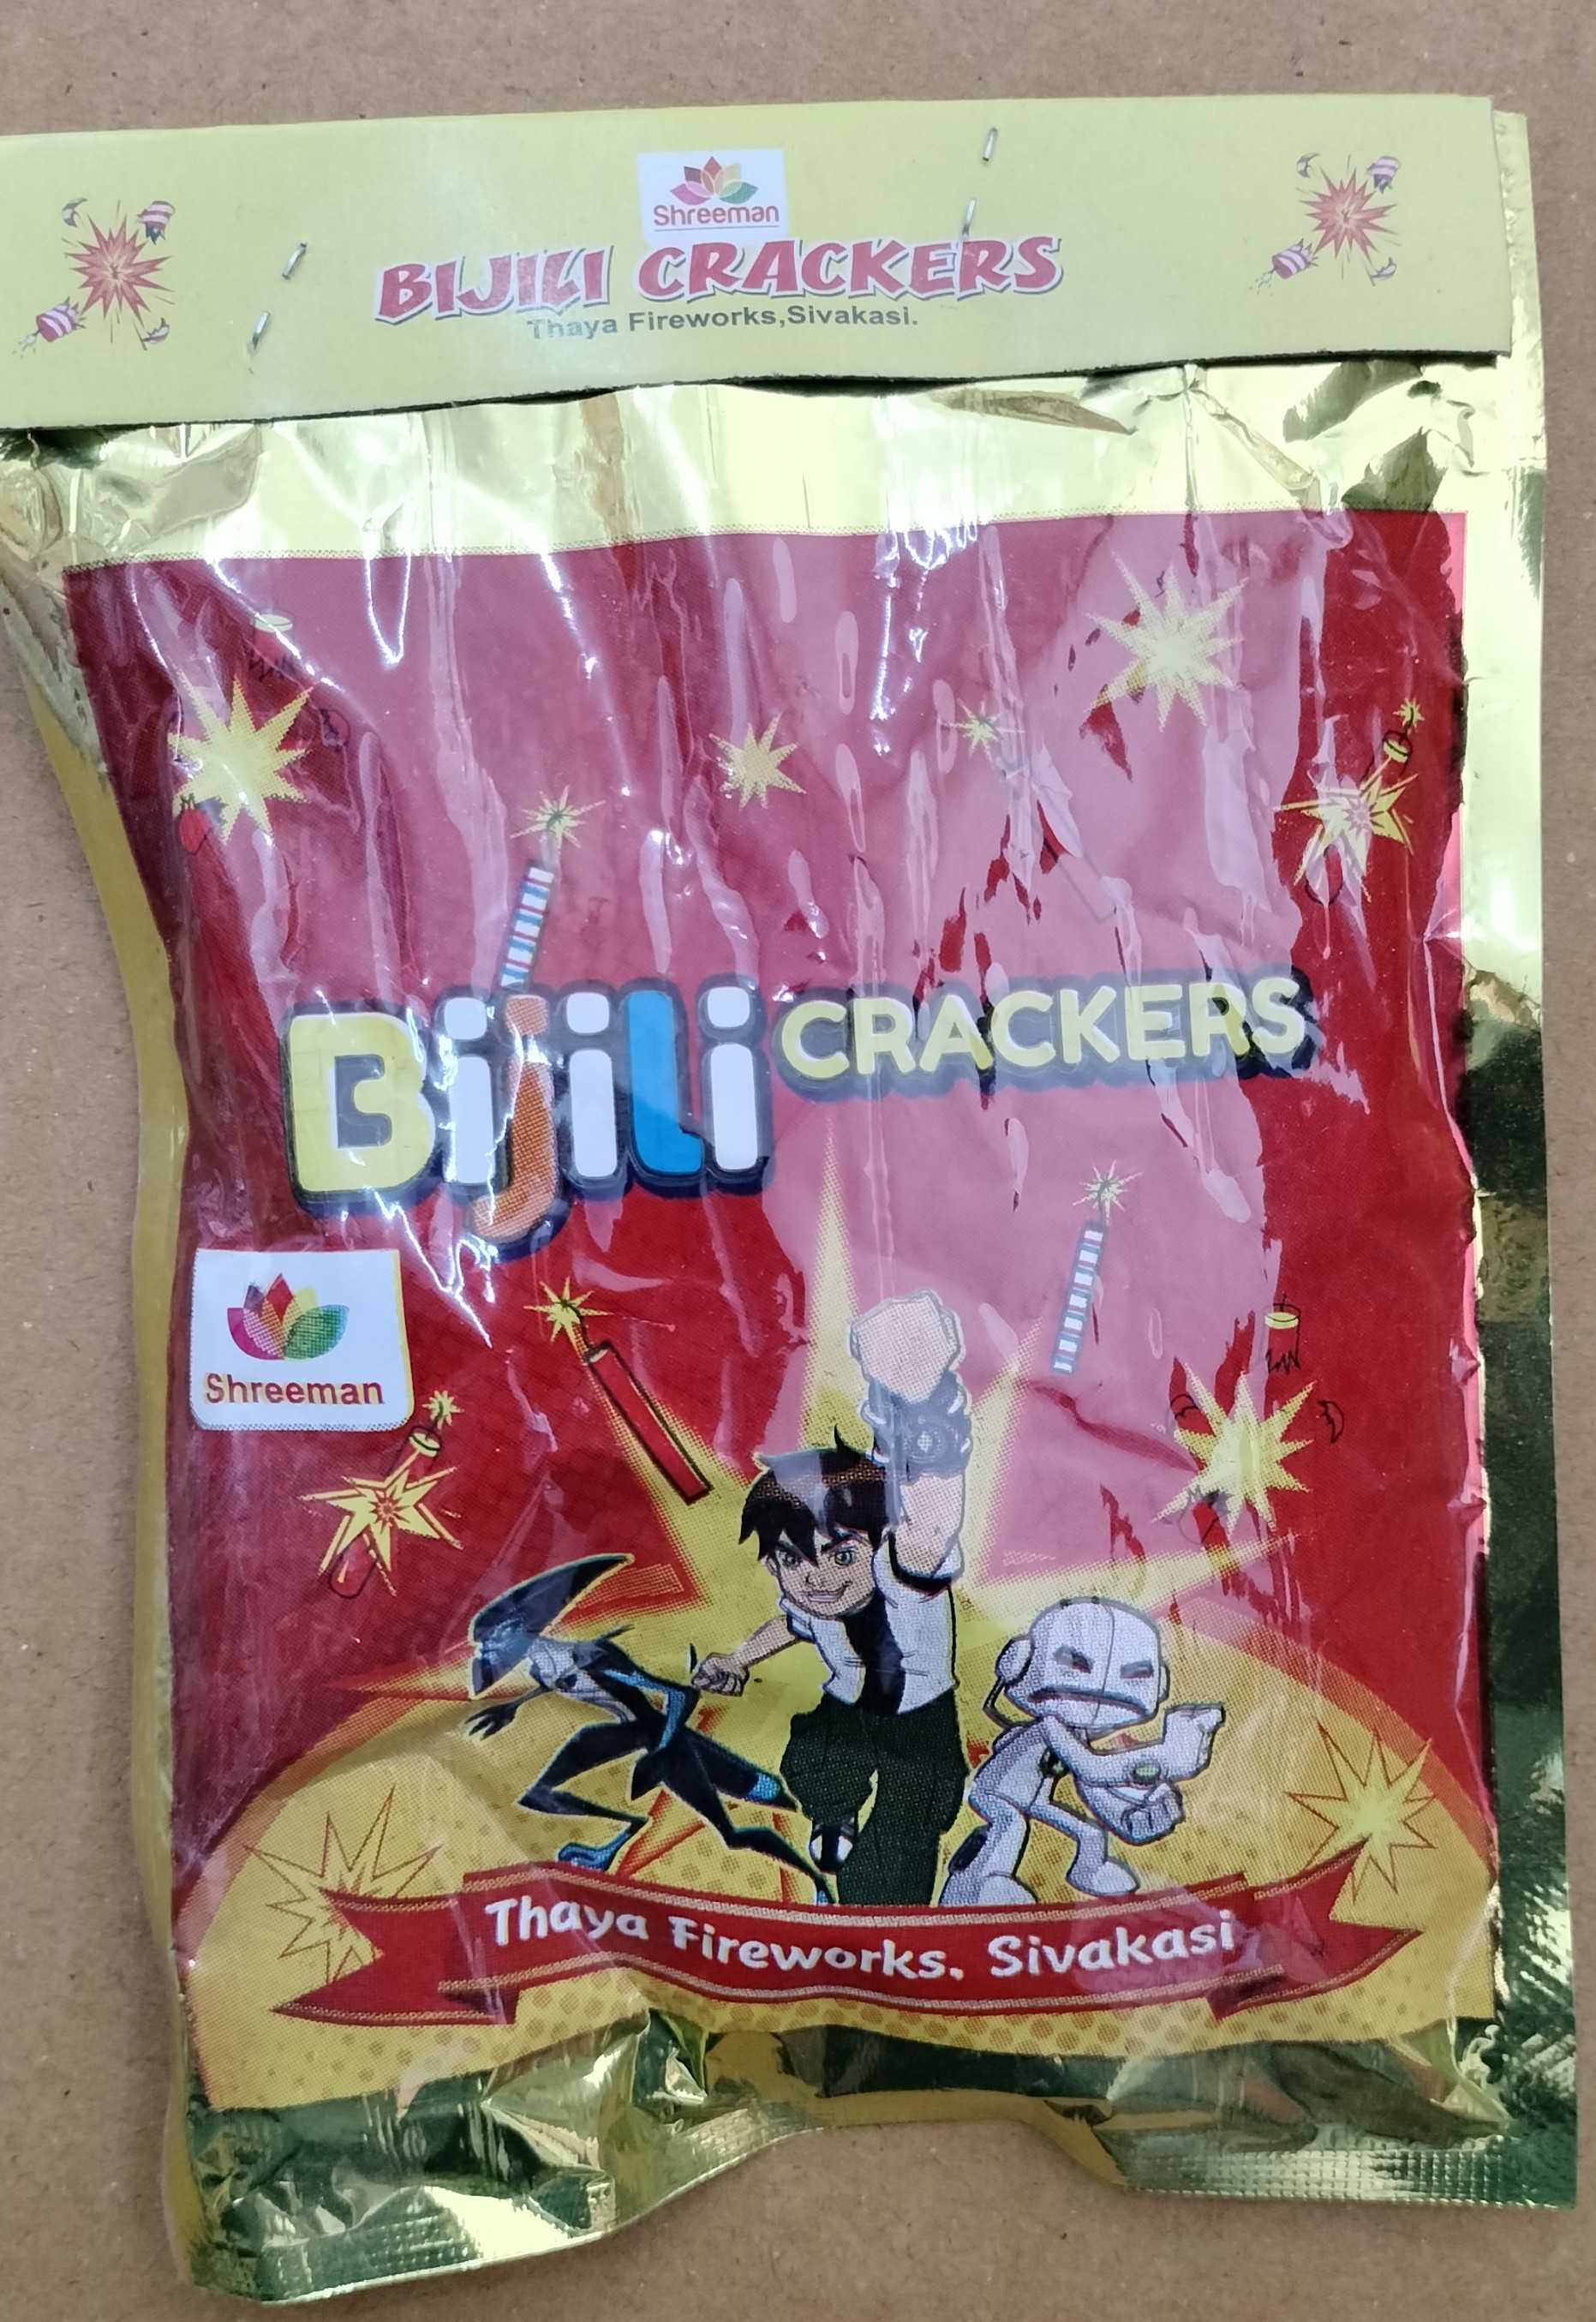 Shreeman
BIJILI CRACKERS
Thaya Fireworks,Sivakasi.
Bijili CRACKERS
Shreeman
Thaya Fireworks, Sivakasi